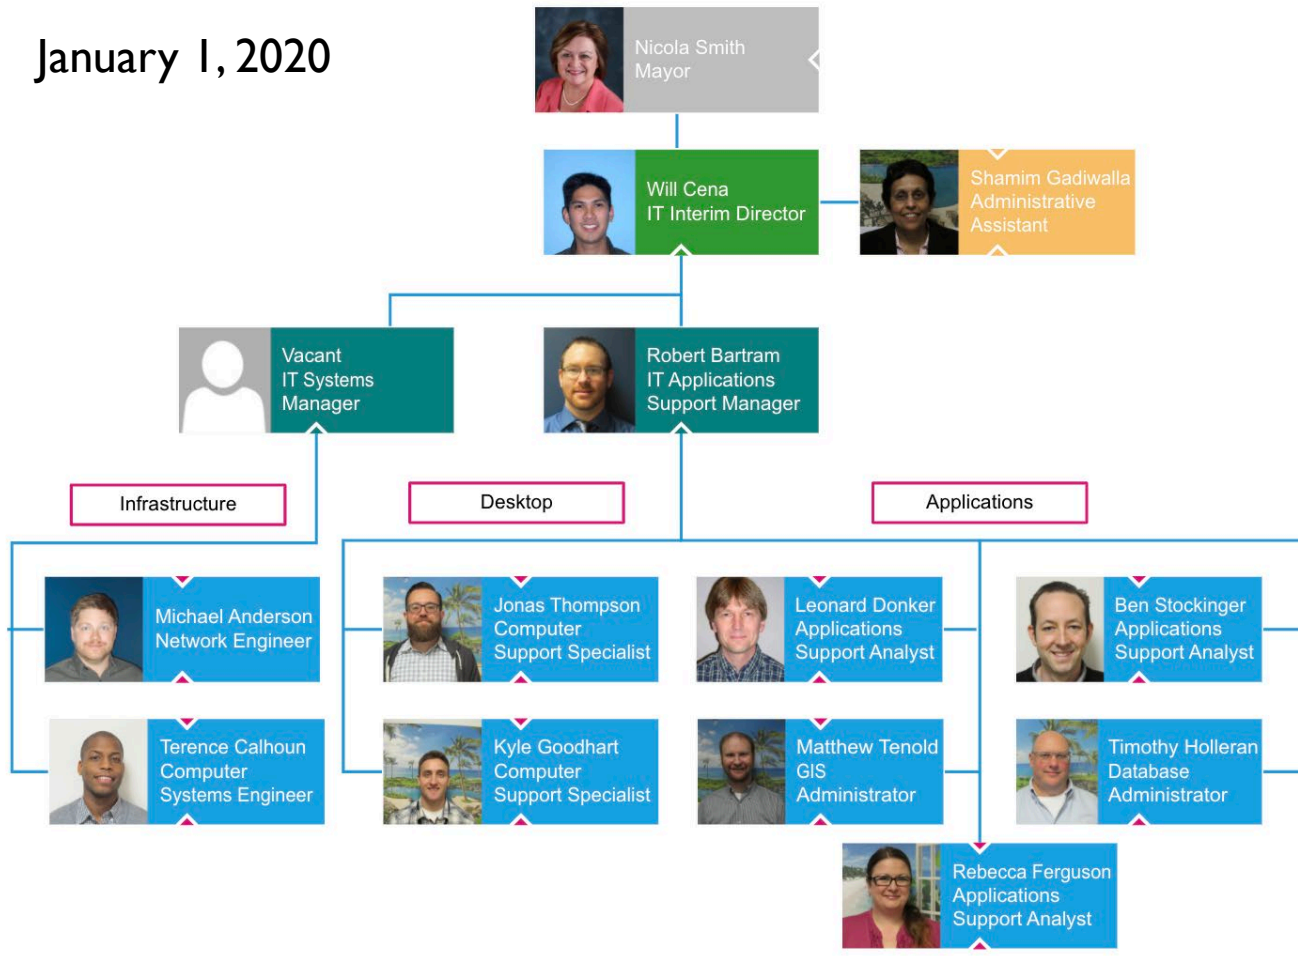 January 1, 2020
Nicola Smith
Mayor
Will Cena
IT Interim Director
Shamim Gadiwalla
Administrative
Assistant
Vacant
IT Systems
Manager
Robert Bartram
IT Applications
Support Manager
Infrastructure
Desktop
Applications
Michael Anderson
Network Engineer
Jonas Thompson
Computer
Support Specialist
Leonard Donker
Applications
Support Analyst
Ben Stockinger
Applications
Support Analyst
Terence Calhoun
Computer
Systems Engineer
Kyle Goodhart
Computer
Support Specialist
Matthew Tenold
GIS
Administrator
Timothy Holleran
Database
Administrator
Rebecca Ferguson
Applications
Support Analyst